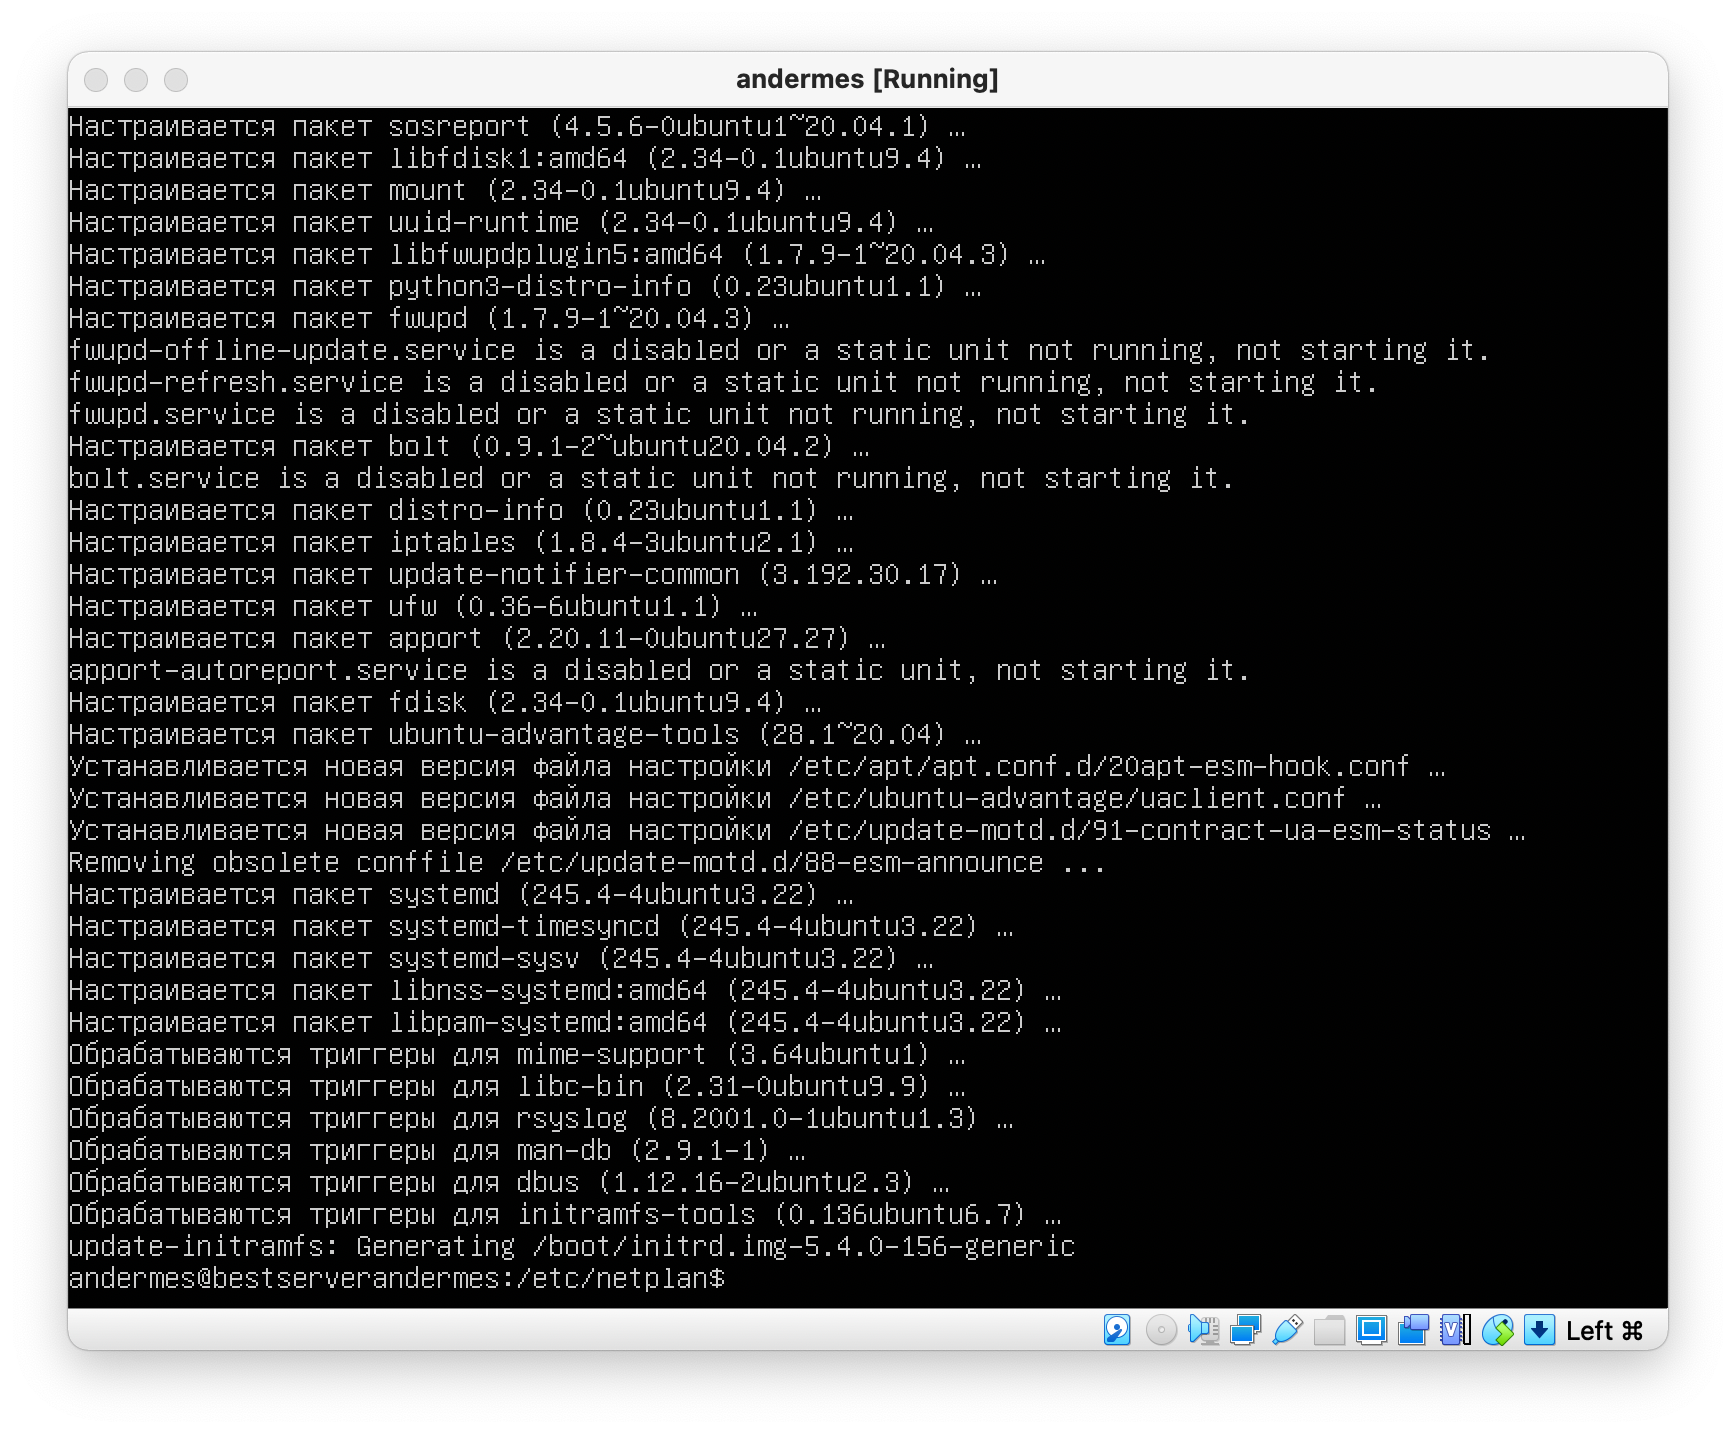 andermes [Running]
Настраивается пакет sosreport (4.5.6-0ubuntu1~20.04.1) …
Настраивается пакет libfdisk1:amd64 (2.34-0.1ubuntu9.4) …
Настраивается пакет mount (2.34-0.1ubuntu9.4) …
Настраивается пакет uuid-runtime (2.34-0.1ubuntu9.4) …
Настраивается пакет libfwupdplugin5:amd64 (1.7.9-1~20.04.3) …
Настраивается пакет python3-distro-info (0.23ubuntu1.1) …
Настраивается пакет fwupd (1.7.9-1~20.04.3) …
fwupd-offline-update.service is a disabled or a static unit not running, not starting it.
fwupd-refresh.service is a disabled or a static unit not running, not starting it.
fwupd.service is a disabled or a static unit not running, not starting it.
Настраивается пакет bolt (0.9.1-2~ubuntu20.04.2) …
bolt.service is a disabled or a static unit not running, not starting it.
Настраивается пакет distro-info (0.23ubuntu1.1) …
Настраивается пакет iptables (1.8.4-3ubuntu2.1) …
Настраивается пакет update-notifier-common (3.192.30.17) …
Настраивается пакет ufw (0.36-6ubuntu1.1) …
Настраивается пакет apport (2.20.11-0ubuntu27.27) …
apport-autoreport.service is a disabled or a static unit, not starting it.
Настраивается пакет fdisk (2.34-0.1ubuntu9.4) …
Настраивается пакет ubuntu-advantage-tools (28.1~20.04) …
Устанавливается новая версия файла настройки /etc/apt/apt.conf.d/20apt-esm-hook.conf …
Устанавливается новая версия файла настройки /etc/ubuntu-advantage/uaclient.conf …
Устанавливается новая версия файла настройки /etc/update-motd.d/91-contract-ua-esm-status …
Removing obsolete conffile /etc/update-motd.d/88-esm-announce ...
Настраивается пакет systemd (245.4-4ubuntu3.22) …
Настраивается пакет systemd-timesyncd (245.4-4ubuntu3.22) …
Настраивается пакет systemd-sysv (245.4-4ubuntu3.22) …
Настраивается пакет libnss-systemd:amd64 (245.4-4ubuntu3.22) …
Настраивается пакет libpam-systemd:amd64 (245.4-4ubuntu3.22) …
Обрабатываются триггеры для mime-support (3.64ubuntu1) …
Обрабатываются триггеры для libc-bin (2.31-0ubuntu9.9) …
Обрабатываются триггеры для rsyslog (8.2001.0-1ubuntu1.3) …
Обрабатываются триггеры для man-db (2.9.1-1) …
Обрабатываются триггеры для dbus (1.12.16-2ubuntu2.3) …
Обрабатываются триггеры для initramfs-tools (0.136ubuntu6.7) …
update-initramfs: Generating /boot/initrd.img-5.4.0-156-generic
andermes@bestserverandermes:/etc/netplan$
Left ⌘